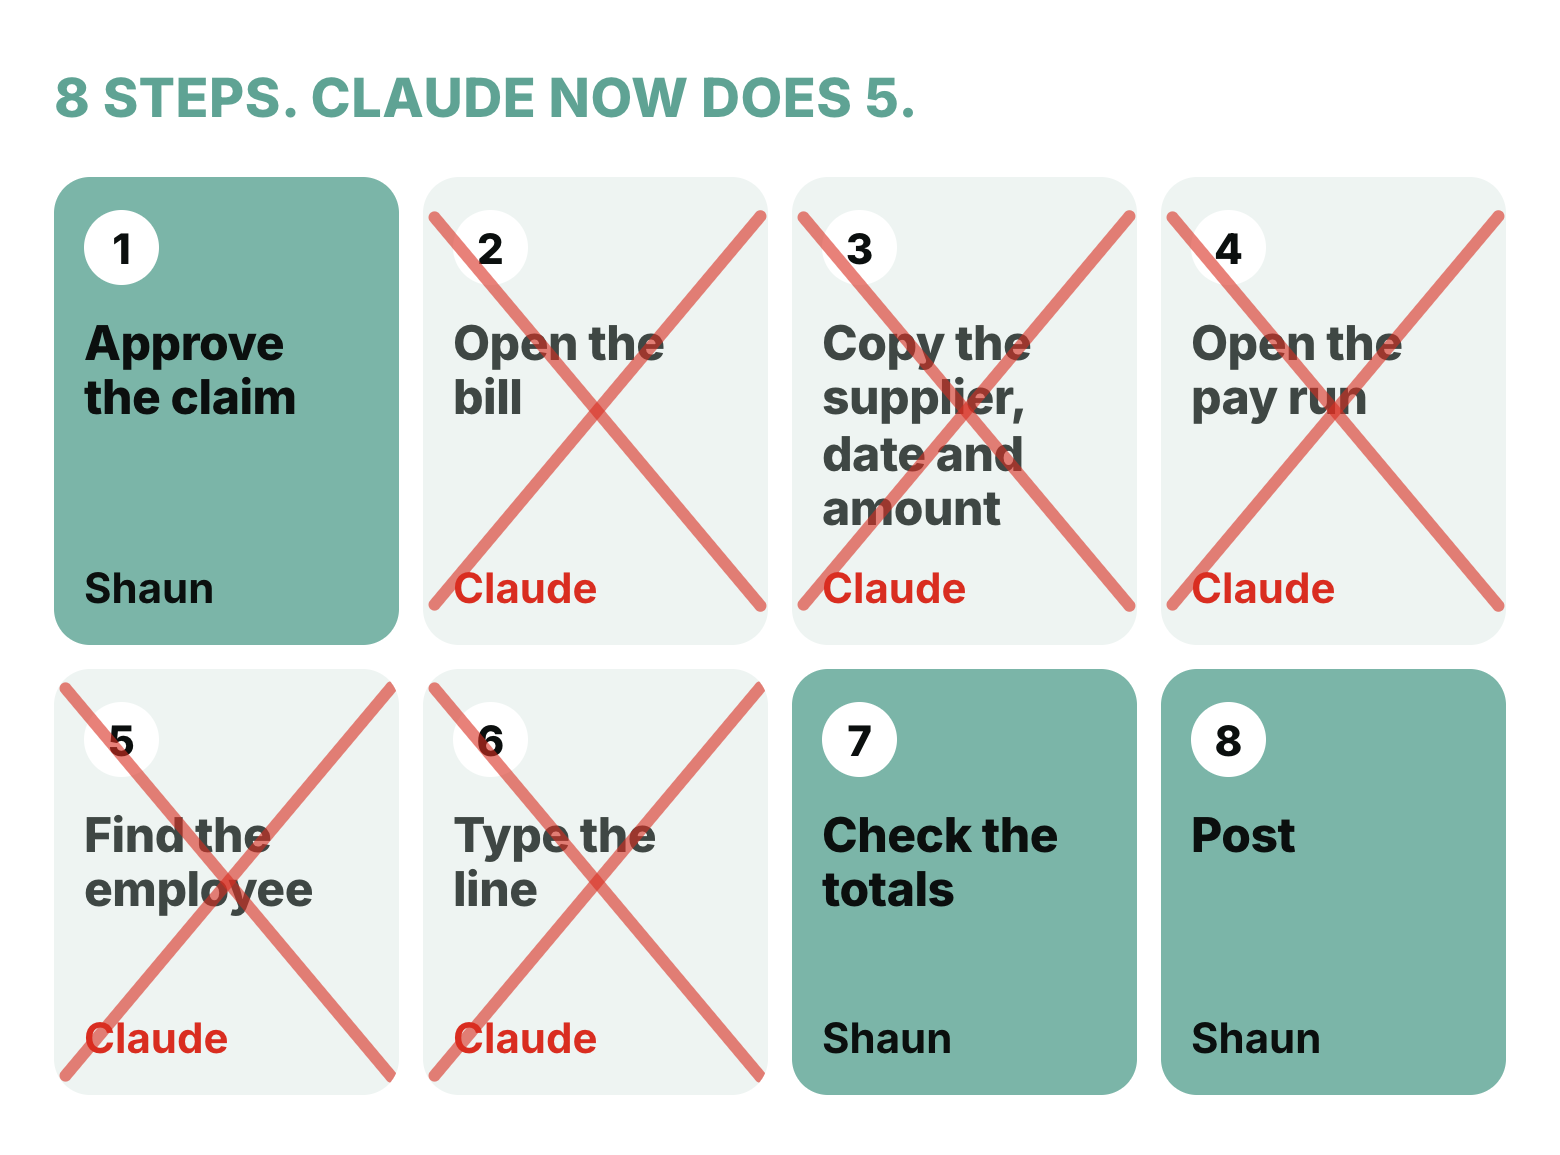 8 STEPS. CLAUDE NOW DOES 5.
1
Approve
the claim
Shaun
2
Open the
bill
Claude
3
Copy the
supplier,
date and
amount
Claude
4
Open the
pay run
Claude
5
Find the
employee
Claude
6
Type the
line
Claude
7
Check the
totals
Shaun
8
Post
Shaun